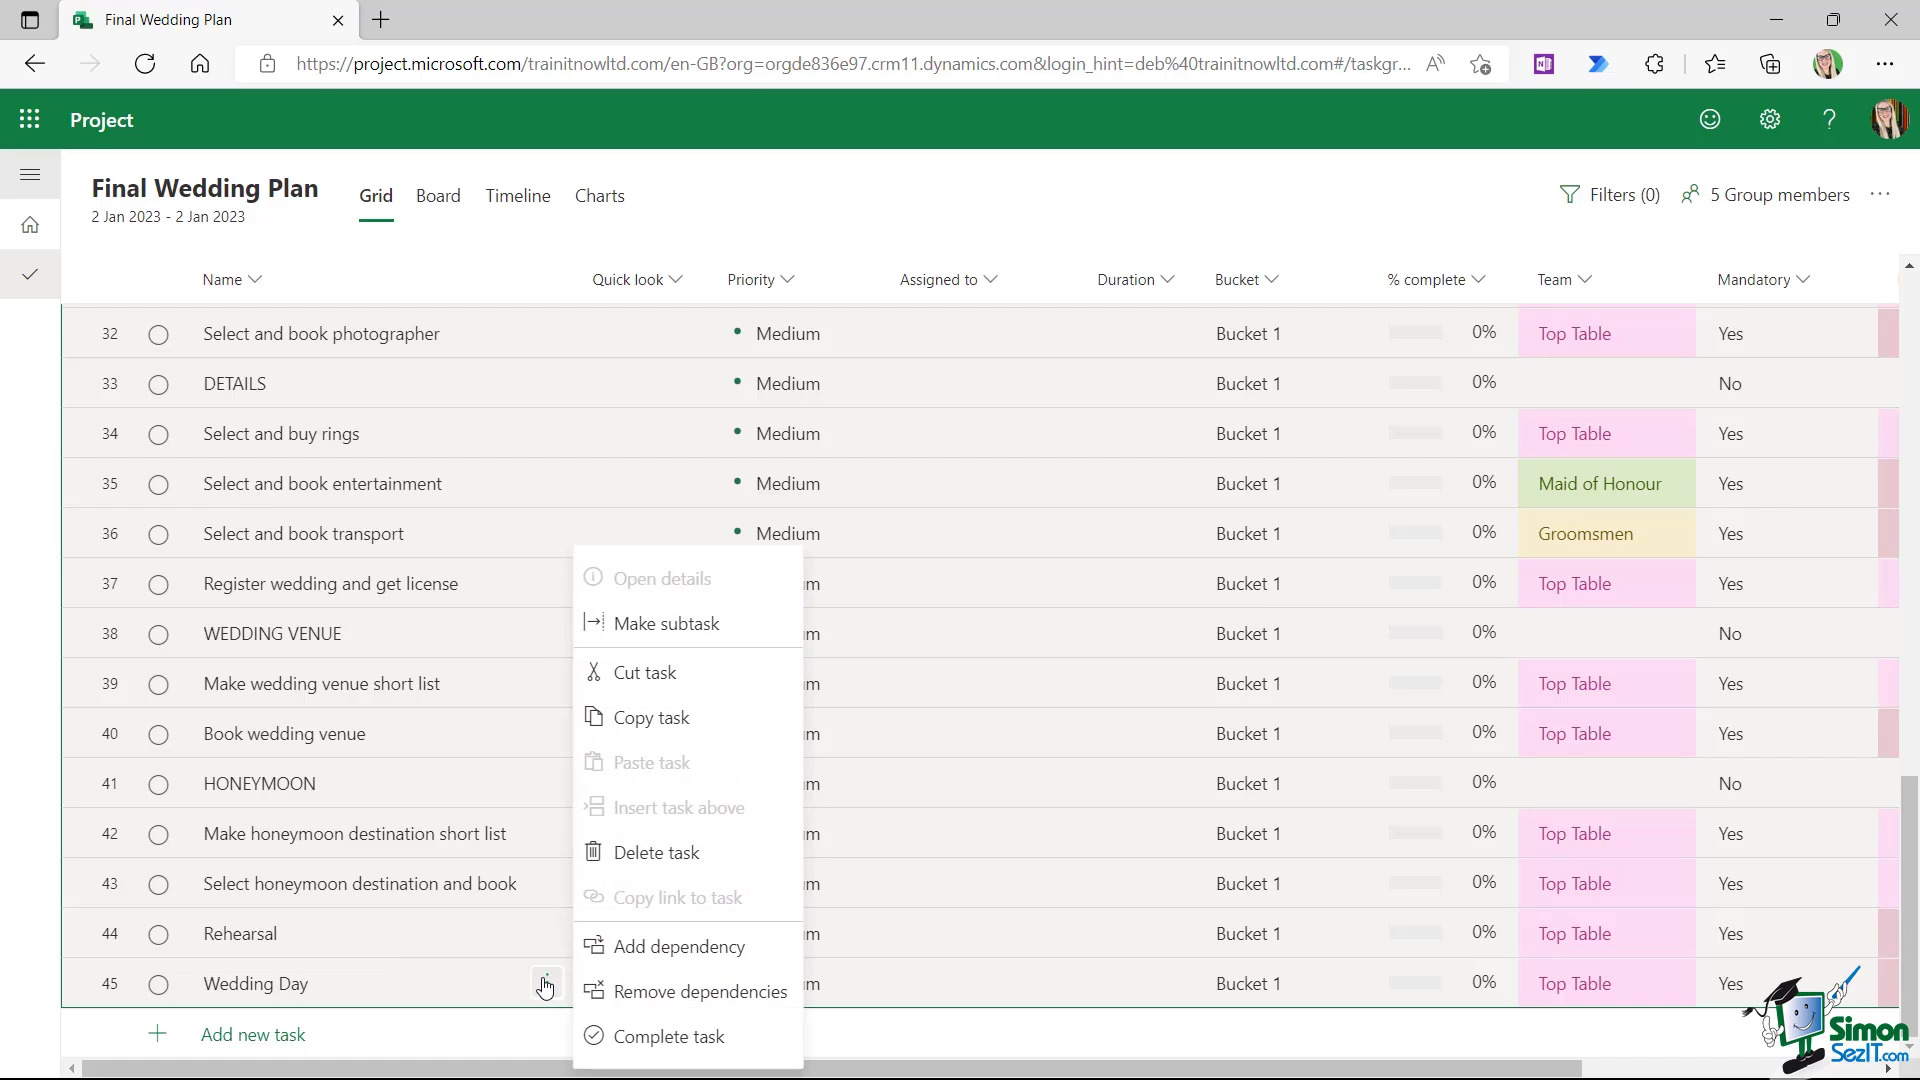 Final Wedding Plan
https://project.microsoft.com/trainitnowltd.com/en-GB?org=orgde836e97.crm11.dynamics.com&login_hint=deb%40trainitnowltd.com#/taskgr...
Project
Final Wedding Plan
2 Jan 2023 - 2 Jan 2023
Grid Board Timeline Charts
Filters (0) 5 Group members
Name Quick look Priority Assigned to Duration Bucket % complete Team Mandatory
32 Select and book photographer • Medium Bucket 1 0% Top Table Yes
33 DETAILS • Medium Bucket 1 0% No
34 Select and buy rings • Medium Bucket 1 0% Top Table Yes
35 Select and book entertainment • Medium Bucket 1 0% Maid of Honour Yes
36 Select and book transport • Medium Bucket 1 0% Groomsmen Yes
37 Register wedding and get license Bucket 1 0% Top Table Yes
38 WEDDING VENUE Bucket 1 0% No
39 Make wedding venue short list Bucket 1 0% Top Table Yes
40 Book wedding venue Bucket 1 0% Top Table Yes
41 HONEYMOON Bucket 1 0% No
42 Make honeymoon destination short list Bucket 1 0% Top Table Yes
43 Select honeymoon destination and book Bucket 1 0% Top Table Yes
44 Rehearsal Bucket 1 0% Top Table Yes
45 Wedding Day Bucket 1 0% Top Table Yes
Add new task
Open details
Make subtask
Cut task
Copy task
Paste task
Insert task above
Delete task
Copy link to task
Add dependency
Remove dependencies
Complete task
Simon
SezIT.com